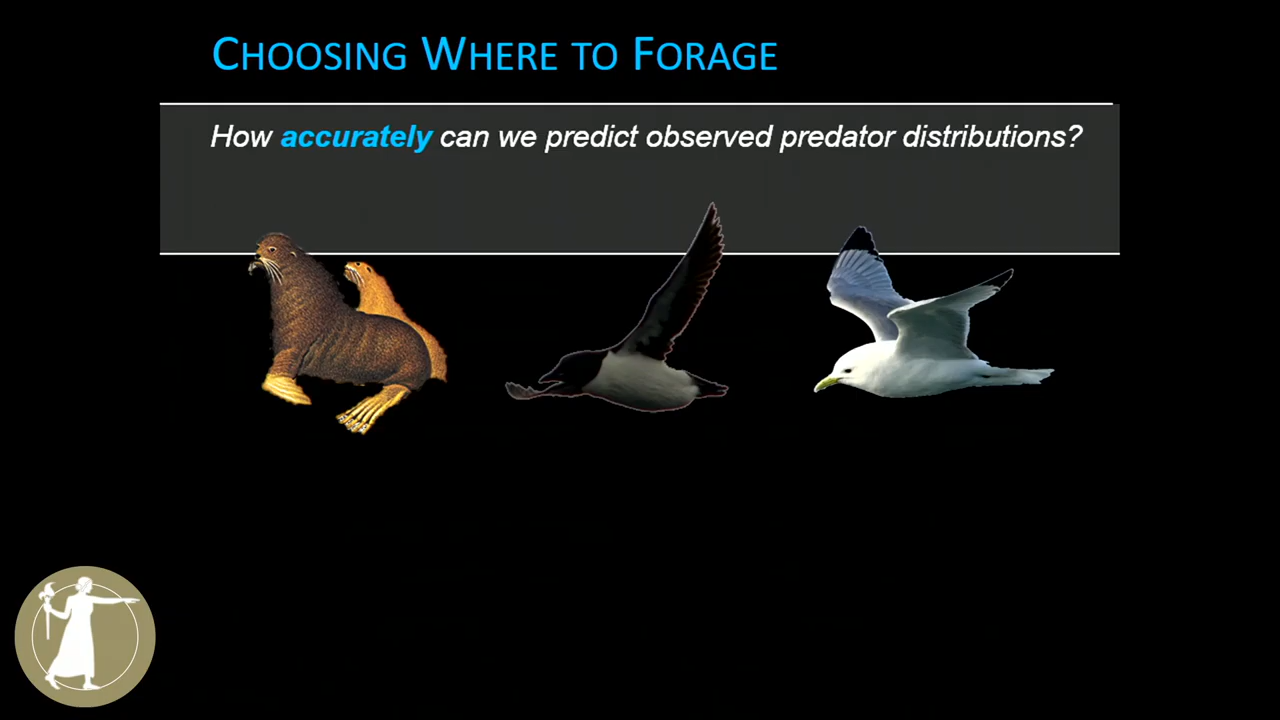 CHOOSING WHERE TO FORAGE
How accurately can we predict observed predator distributions?